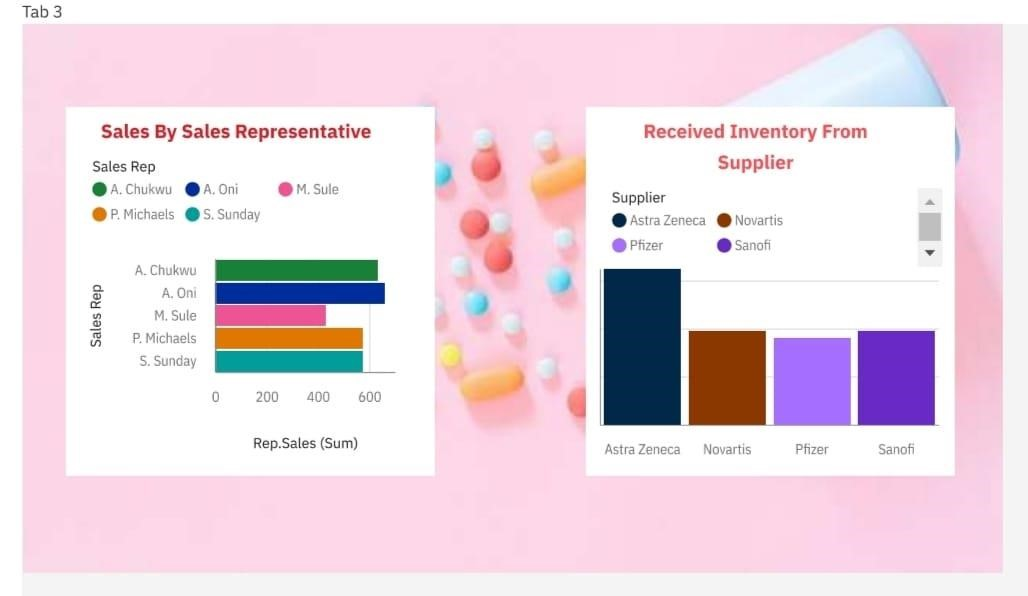 Tab 3
Sales By Sales Representative
Sales Rep
A. Chukwu A. Oni M. Sule
P. Michaels S. Sunday
Sales Rep
A. Chukwu
A. Oni
M. Sule
P. Michaels
S. Sunday
0 200 400 600
Rep.Sales (Sum)
Received Inventory From
Supplier
Supplier
Astra Zeneca Novartis
Pfizer Sanofi
Astra Zeneca Novartis Pfizer Sanofi